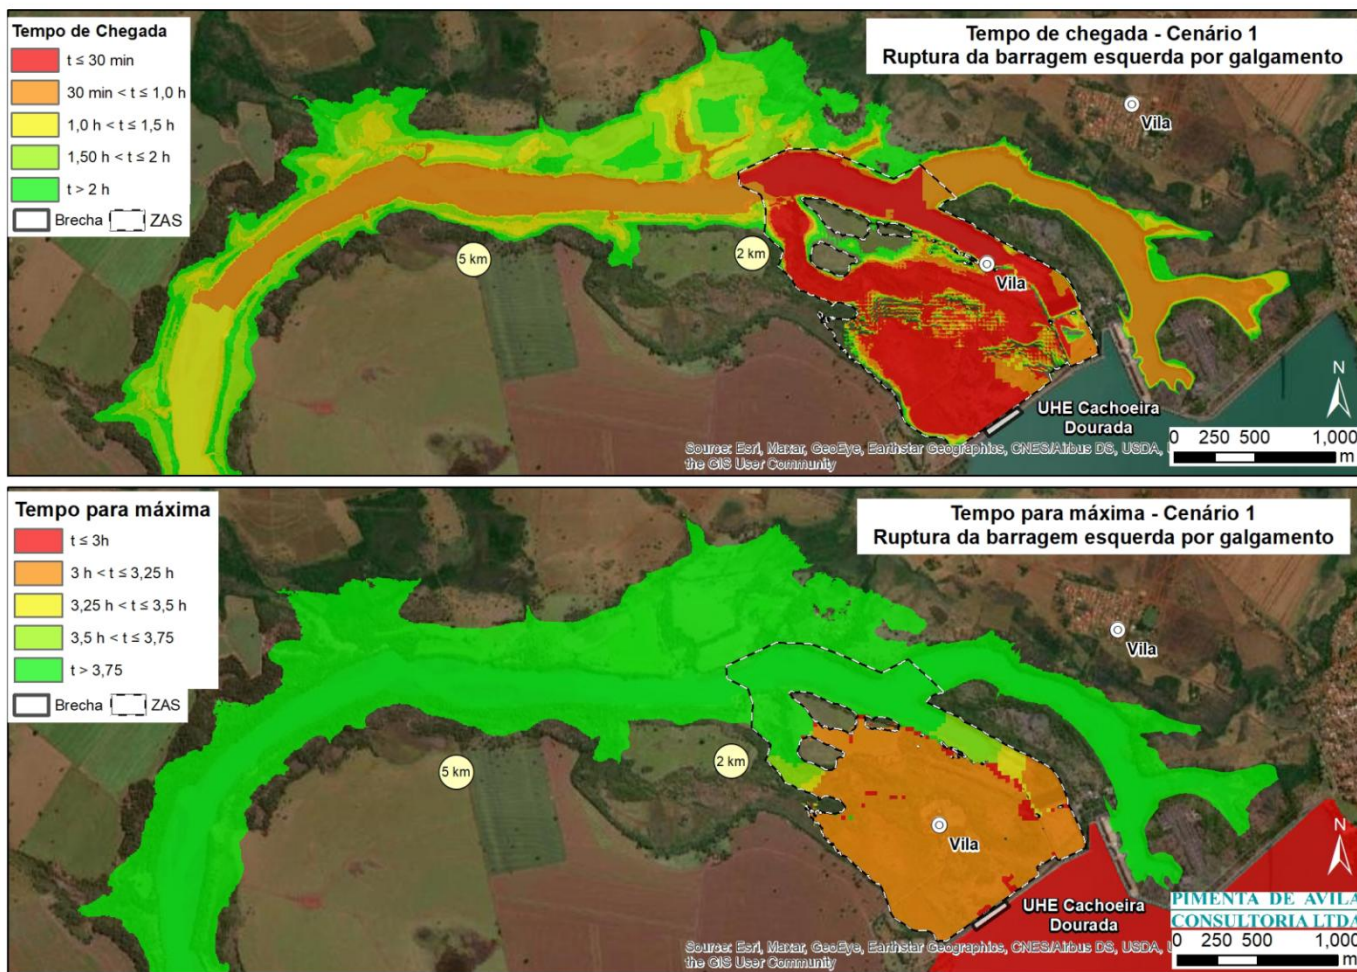 Tempo de Chegada
t ≤ 30 min
30 min < t ≤ 1,0 h
1,0 h < t ≤ 1,5 h
1,50 h < t ≤ 2 h
t > 2 h
Brecha
ZAS
Tempo de chegada - Cenário 1
Ruptura da barragem esquerda por galgamento
Vila
5 km
2 km
Vila
UHE Cachoeira
Dourada
N
0 250 500 1,000
m
Source: Esri, Maxar, GeoEye, Earthstar Geographics, CNES/Airbus DS, USDA,
the GIS User Community
Tempo para máxima
t ≤ 3h
3 h < t ≤ 3,25 h
3,25 h < t ≤ 3,5 h
3,5 h < t ≤ 3,75
t > 3,75
Brecha
ZAS
Tempo para máxima - Cenário 1
Ruptura da barragem esquerda por galgamento
Vila
5 km
2 km
Vila
UHE Cachoeira
Dourada
N
PIMENTA DE AVILA
CONSULTORIA LTDA
0 250 500 1,000
m
Source: Esri, Maxar, GeoEye, Earthstar Geographics, CNES/Airbus DS, USDA,
the GIS User Community